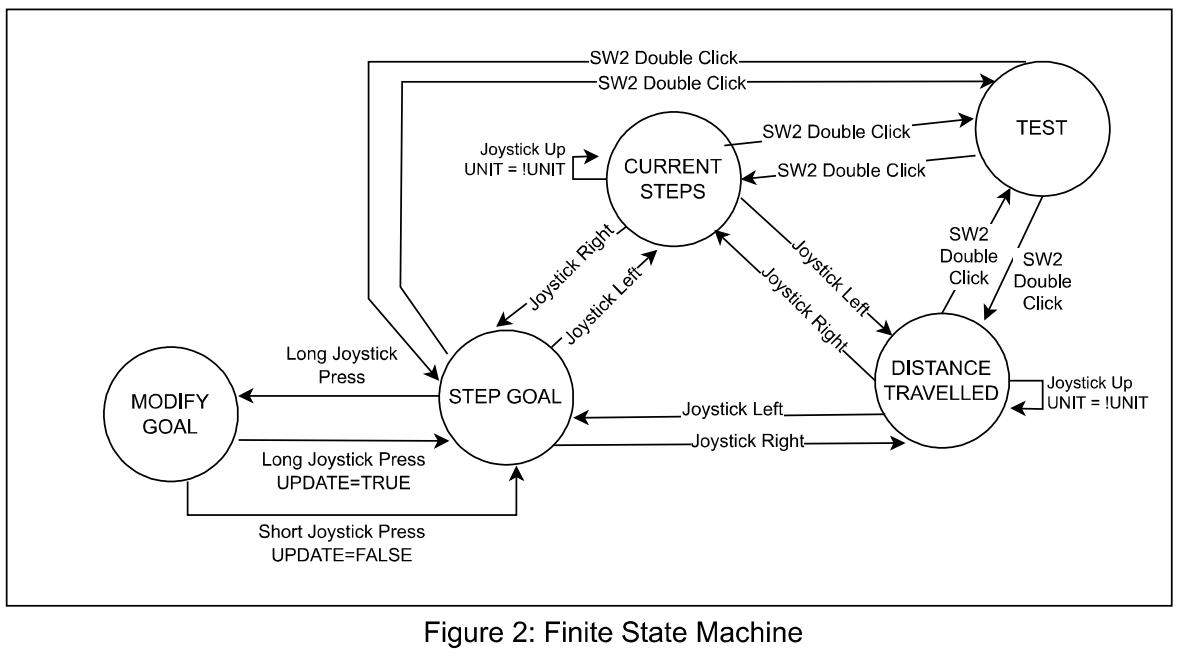 SW2 Double Click
SW2 Double Click
TEST
SW2 Double Click
Joystick Up
UNIT = !UNIT
CURRENT
STEPS
SW2 Double Click
Joystick Right
Joystick Left
Joystick Left
Joystick Right
SW2
Double
Click
SW2
Double
Click
Long Joystick
Press
MODIFY
GOAL
STEP GOAL
DISTANCE
TRAVELLED
Joystick Up
UNIT = !UNIT
Joystick Left
Joystick Right
Long Joystick Press
UPDATE=TRUE
Short Joystick Press
UPDATE=FALSE
Figure 2: Finite State Machine